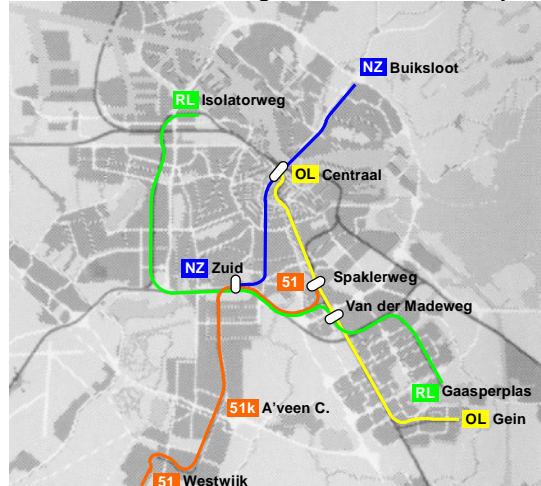 NZ Buiksloot
RL Isolatorweg
OL Centraal
NZ Zuid
51 Spaklerweg
Van der Madeweg
RL Gaasperplas
51k A'veen C.
OL Gein
51 Westwijk